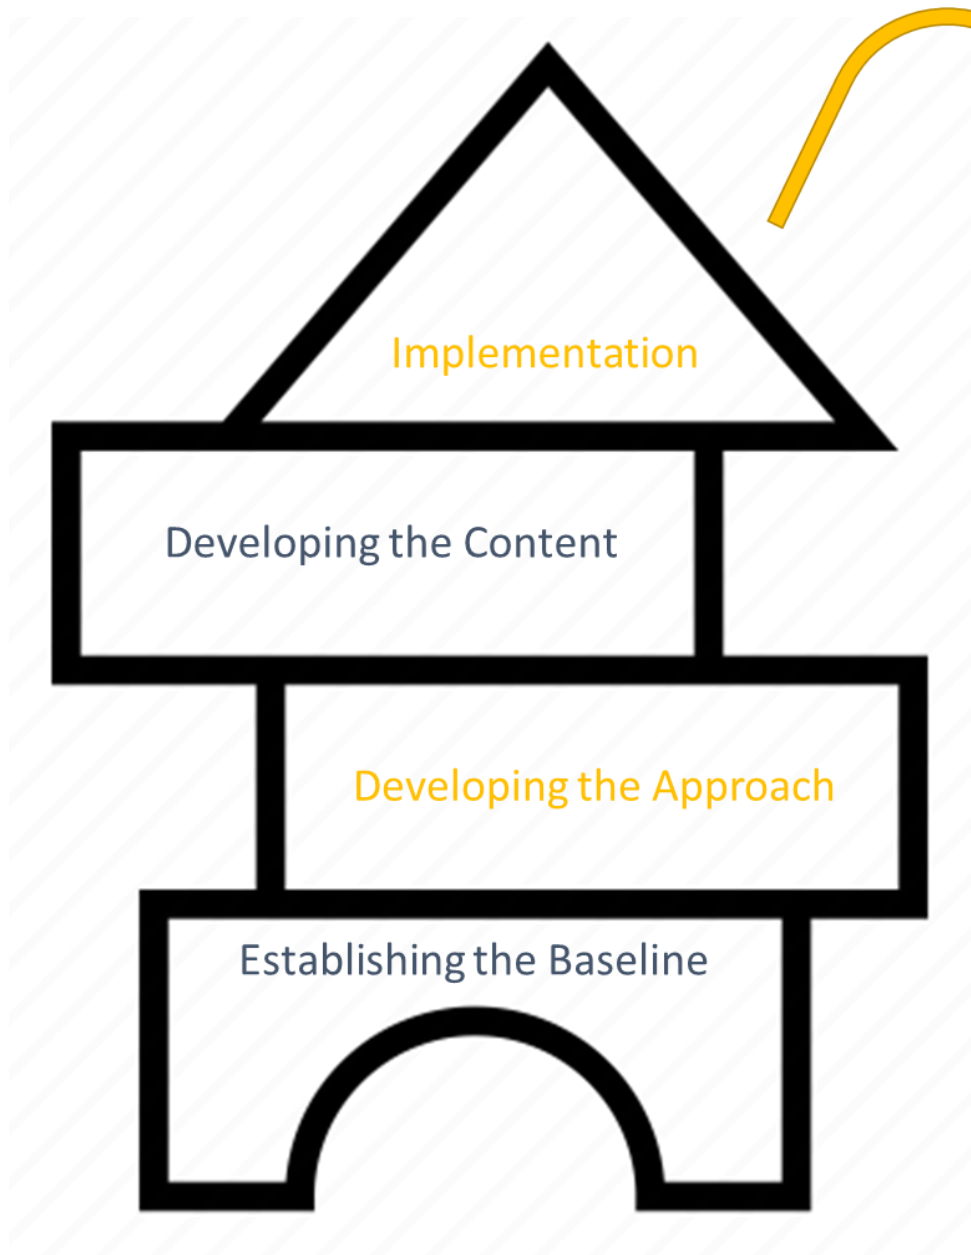 Implementation
Developing the Content
Developing the Approach
Establishing the Baseline